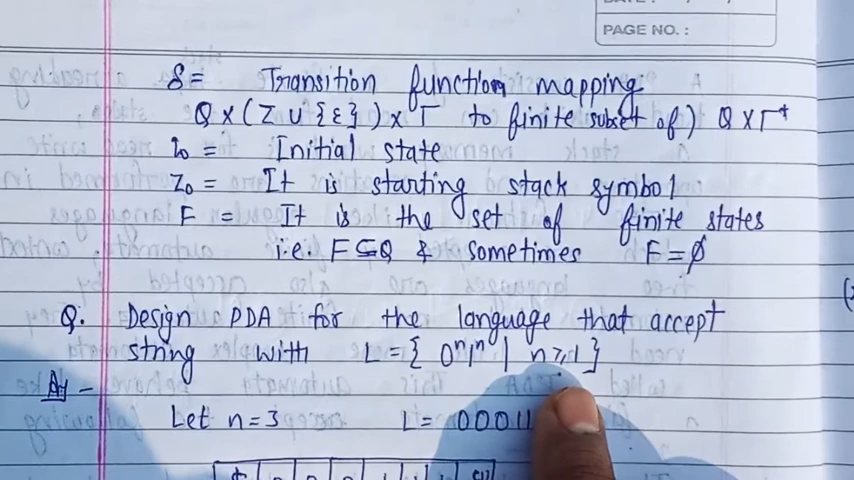 PAGE NO.:
δ = Transition function mapping
Q × (Σ ∪ {ε}) × Γ to finite subset of) Q × Γ*
q0 = Initial state
Z0 = It is starting stack symbol
F = It is the set of finite states
i.e. F ⊆ Q & sometimes F = ϕ
Q. Design PDA for the language that accept
string with L = { 0ⁿ1ⁿ | n ≥ 1 }
Let n = 3 L = 00011